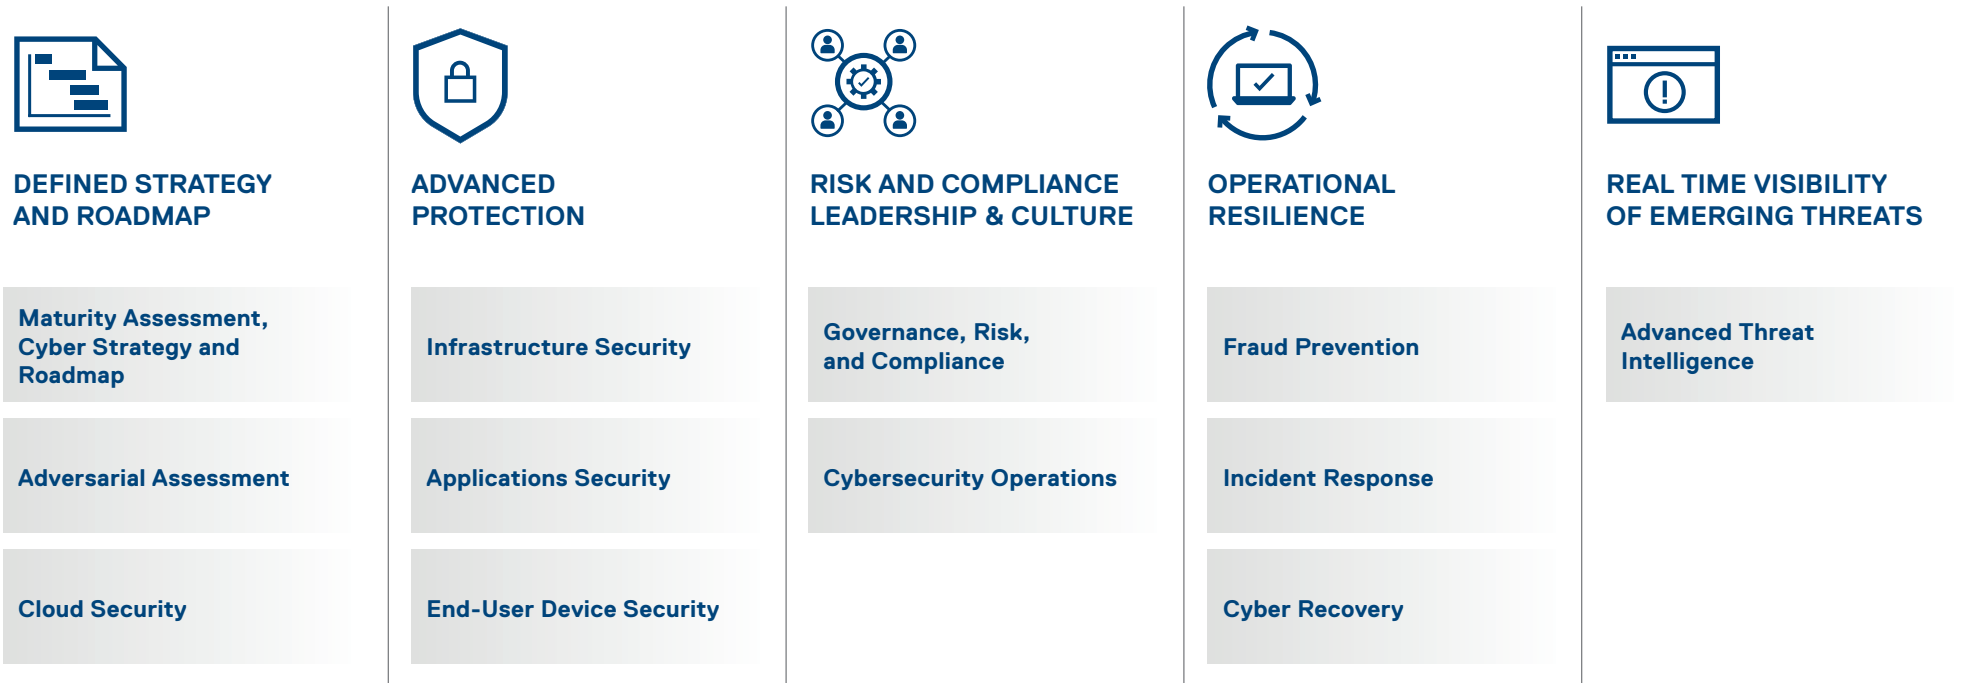 DEFINED STRATEGY
AND ROADMAP
Maturity Assessment,
Cyber Strategy and
Roadmap
Adversarial Assessment
Cloud Security
ADVANCED
PROTECTION
Infrastructure Security
Applications Security
End-User Device Security
RISK AND COMPLIANCE
LEADERSHIP & CULTURE
Governance, Risk,
and Compliance
Cybersecurity Operations
OPERATIONAL
RESILIENCE
Fraud Prevention
Incident Response
Cyber Recovery
REAL TIME VISIBILITY
OF EMERGING THREATS
Advanced Threat
Intelligence